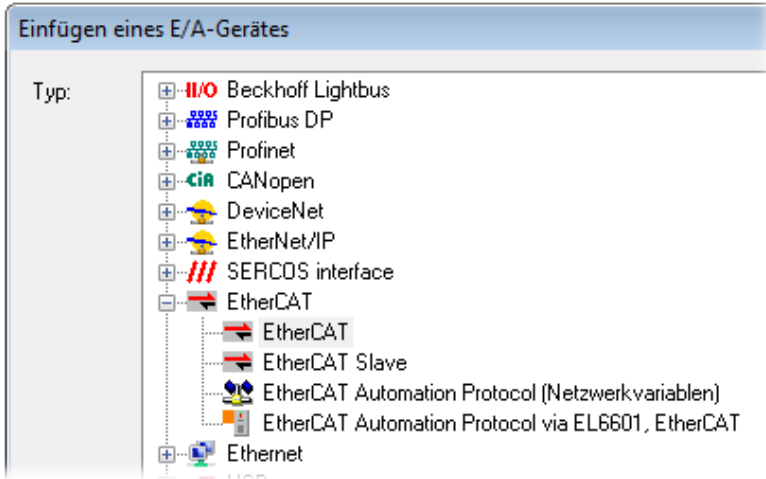 Einfügen eines E/A-Gerätes
Typ:
II/O Beckhoff Lightbus
Profibus DP
Profinet
CiA CANopen
DeviceNet
EtherNet/IP
SERCOS interface
EtherCAT
EtherCAT
EtherCAT Slave
EtherCAT Automation Protocol (Netzwerkvariablen)
EtherCAT Automation Protocol via EL6601, EtherCAT
Ethernet